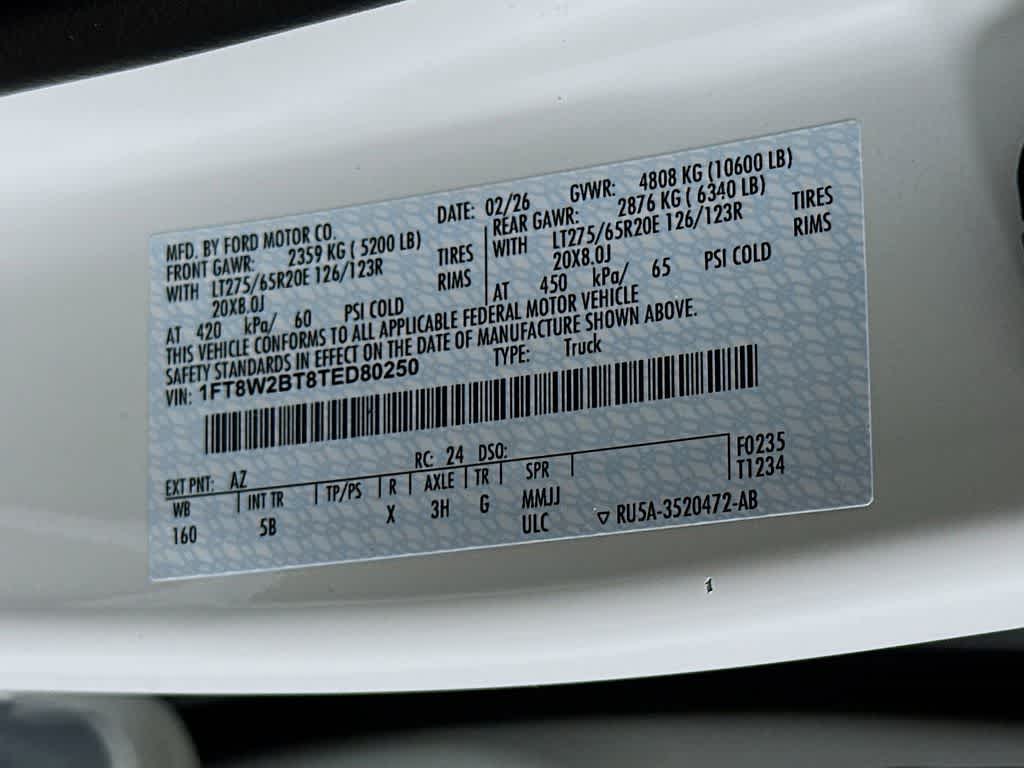 DATE: 02/26 GVWR: 4808 KG (10600 LB)
MFD. BY FORD MOTOR CO.
FRONT GAWR: 2359 KG ( 5200 LB)
WITH LT275/65R20E 126/123R TIRES
20X8.0J RIMS
AT 420 kPa/ 60 PSI COLD
REAR GAWR: 2876 KG ( 6340 LB)
WITH LT275/65R20E 126/123R TIRES
20X8.0J RIMS
AT 450 kPa/ 65 PSI COLD
THIS VEHICLE CONFORMS TO ALL APPLICABLE FEDERAL MOTOR VEHICLE
SAFETY STANDARDS IN EFFECT ON THE DATE OF MANUFACTURE SHOWN ABOVE.
VIN: 1FT8W2BT8TED80250 TYPE: Truck
EXT PNT: AZ RC: 24 DSO: F0235
WB INT TR TP/PS R AXLE TR SPR T1234
160 5B X 3H G MMJJ
ULC ▽ RU5A-3520472-AB
1